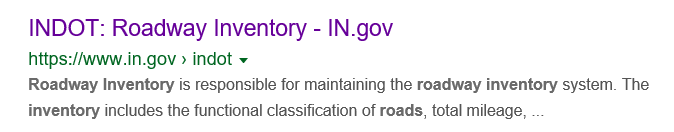 INDOT: Roadway Inventory - IN.gov
https://www.in.gov › indot
Roadway Inventory is responsible for maintaining the roadway inventory system. The
inventory includes the functional classification of roads, total mileage, ...